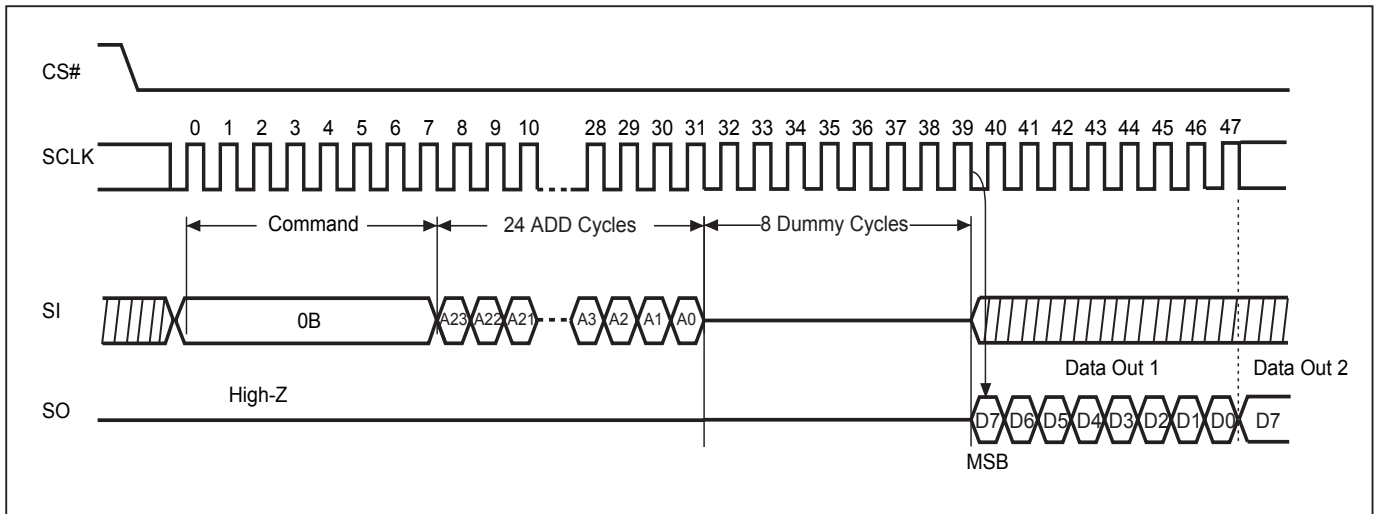 CS#
0 1 2 3 4 5 6 7 8 9 10 28 29 30 31 32 33 34 35 36 37 38 39 40 41 42 43 44 45 46 47
SCLK
Command 24 ADD Cycles 8 Dummy Cycles
SI 0B A23 A22 A21 A3 A2 A1 A0
Data Out 1 Data Out 2
High-Z
SO D7 D6 D5 D4 D3 D2 D1 D0 D7
MSB